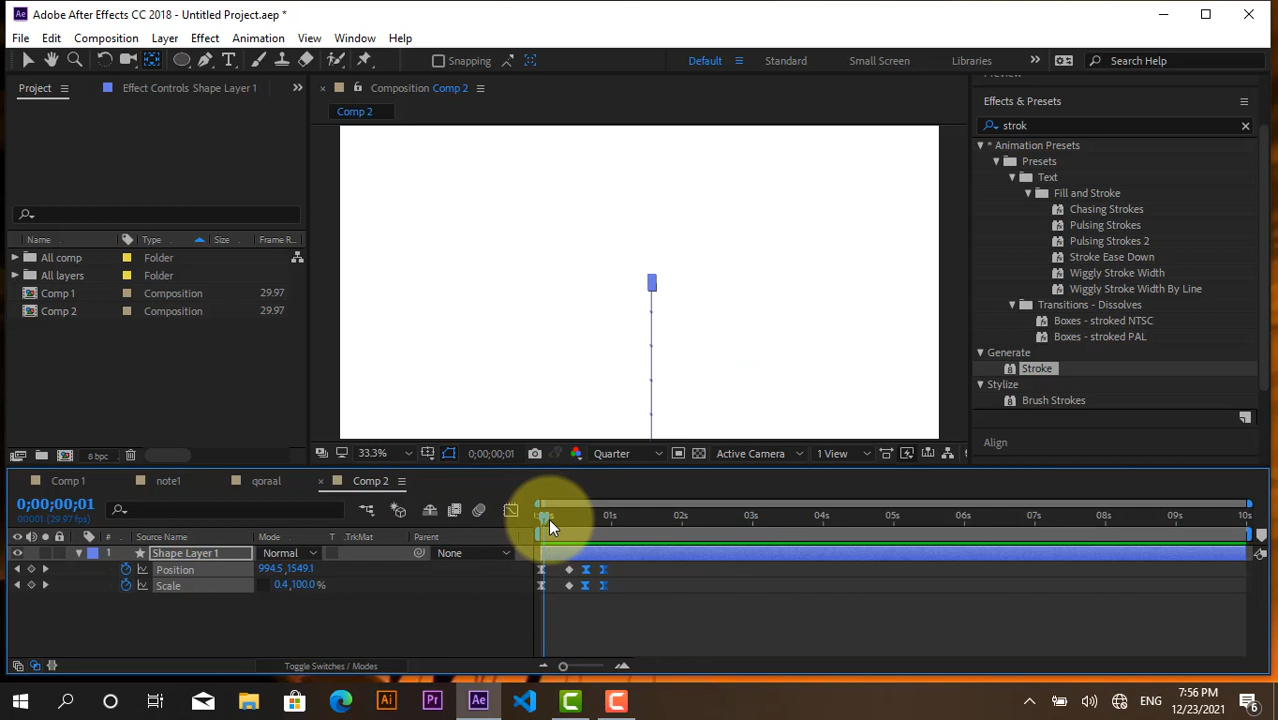 Adobe After Effects CC 2018 - Untitled Project.aep *
File Edit Composition Layer Effect Animation View Window Help
Snapping Default Standard Small Screen Libraries Search Help
Project Effect Controls Shape Layer 1 Composition Comp 2
Comp 2
Effects & Presets
strok
* Animation Presets
Presets
Text
Fill and Stroke
Chasing Strokes
Pulsing Strokes
Pulsing Strokes 2
Stroke Ease Down
Wiggly Stroke Width
Wiggly Stroke Width By Line
Transitions - Dissolves
Boxes - stroked NTSC
Boxes - stroked PAL
Generate
Stroke
Stylize
Brush Strokes
Align
Name Type Size Frame R...
All comp Folder
All layers Folder
Comp 1 Composition 29.97
Comp 2 Composition 29.97
8 bpc
33.3% 0;00;00;01 Quarter Active Camera 1 View
Comp 1 note1 qoraal Comp 2
0;00;00;01
00001 (29.97 fps)
01s 02s 03s 04s 05s 06s 07s 08s 09s 10s
# Source Name Mode T .TrkMat Parent
1 Shape Layer 1 Normal None
Position 994.5,1549.1
Scale 0.4,100.0 %
Toggle Switches / Modes
ENG
7:56 PM
12/23/2021
6